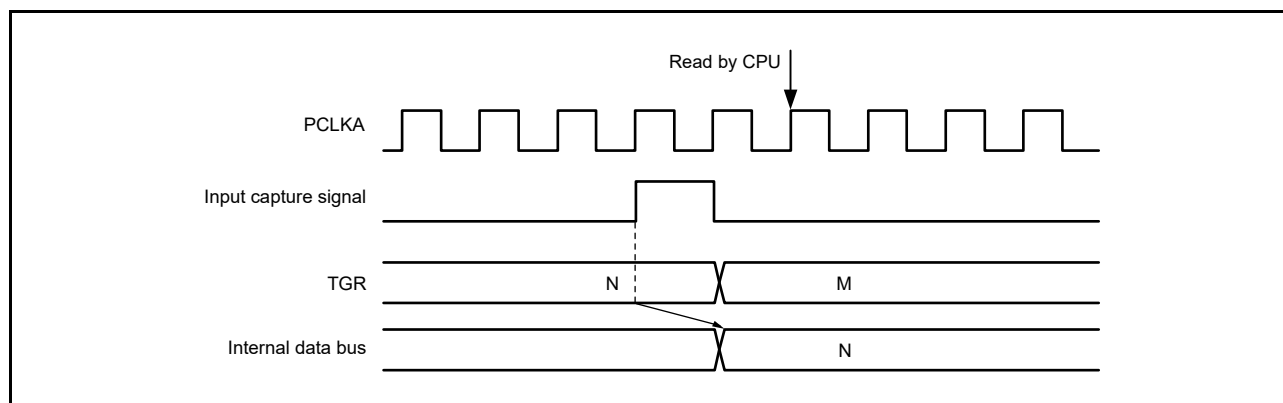 Read by CPU
PCLKA
Input capture signal
TGR
N
M
Internal data bus
N